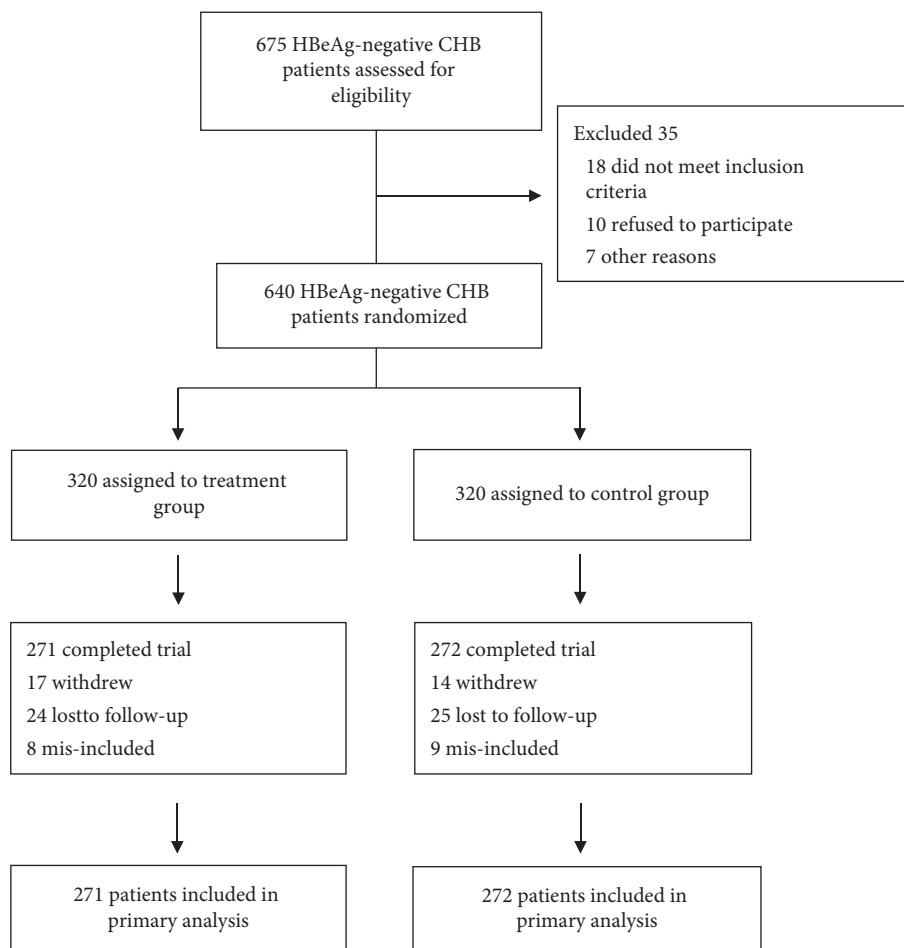 675 HBeAg-negative CHB
patients assessed for
eligibility
Excluded 35
18 did not meet inclusion
criteria
10 refused to participate
7 other reasons
640 HBeAg-negative CHB
patients randomized
320 assigned to treatment
group
320 assigned to control group
271 completed trial
17 withdrew
24 lostto follow-up
8 mis-included
272 completed trial
14 withdrew
25 lost to follow-up
9 mis-included
271 patients included in
primary analysis
272 patients included in
primary analysis